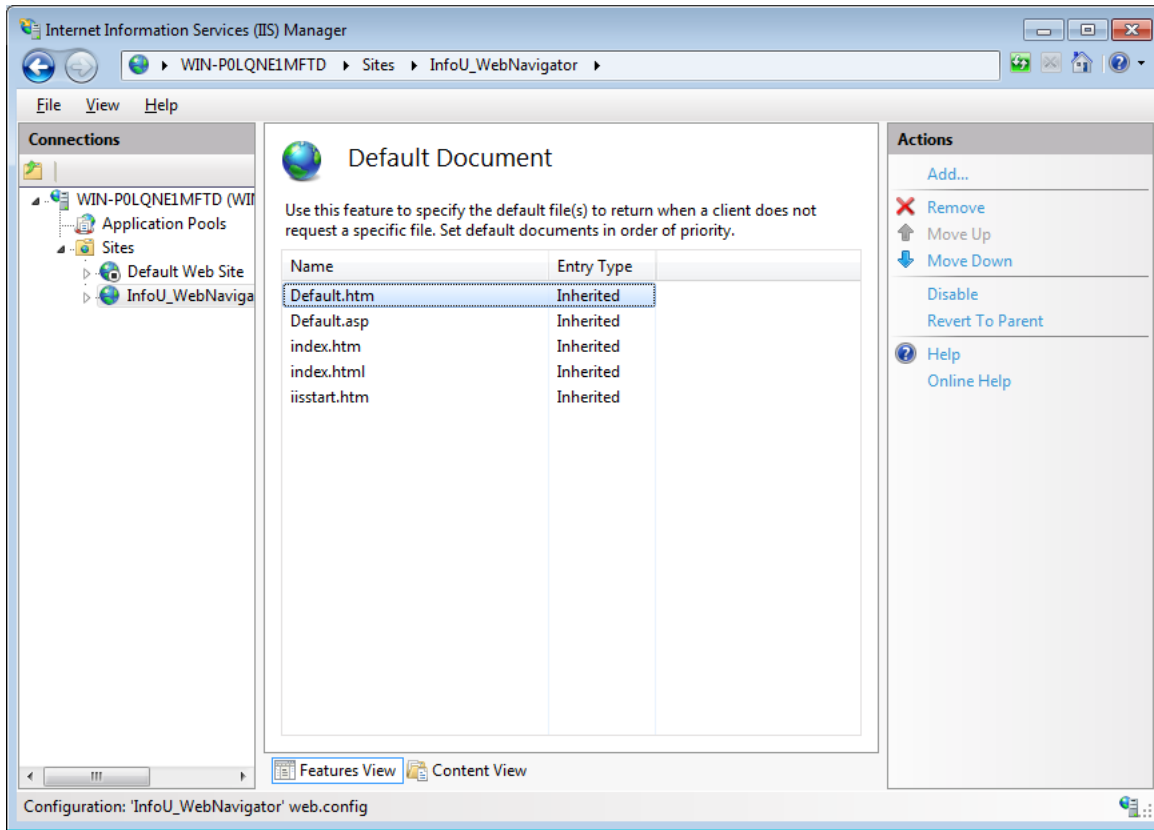 Internet Information Services (IIS) Manager
WIN-P0LQNE1MFTD Sites InfoU_WebNavigator
File View Help
Connections
WIN-P0LQNE1MFTD (WI
Application Pools
Sites
Default Web Site
InfoU_WebNaviga
Default Document
Use this feature to specify the default file(s) to return when a client does not
request a specific file. Set default documents in order of priority.
Name Entry Type
Default.htm Inherited
Default.asp Inherited
index.htm Inherited
index.html Inherited
iisstart.htm Inherited
Features View Content View
Actions
Add...
Remove
Move Up
Move Down
Disable
Revert To Parent
Help
Online Help
Configuration: 'InfoU_WebNavigator' web.config